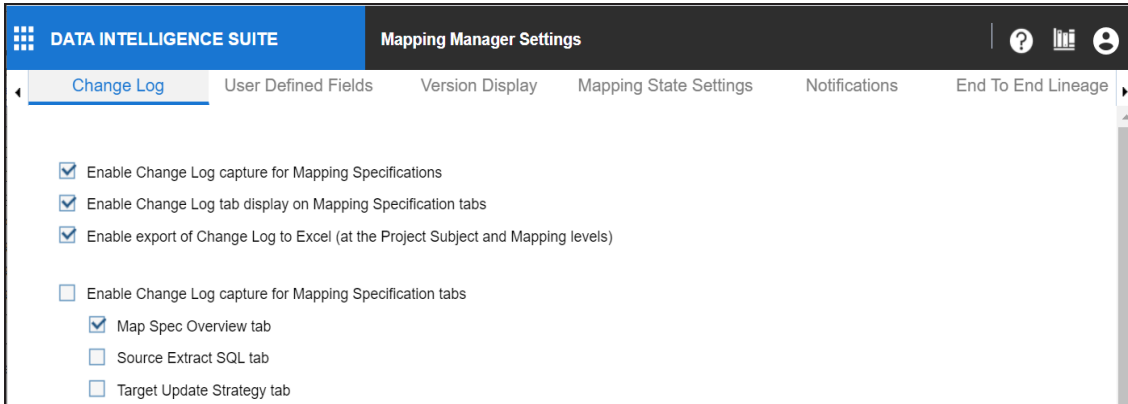 DATA INTELLIGENCE SUITE Mapping Manager Settings
Change Log User Defined Fields Version Display Mapping State Settings Notifications End To End Lineage
Enable Change Log capture for Mapping Specifications
Enable Change Log tab display on Mapping Specification tabs
Enable export of Change Log to Excel (at the Project Subject and Mapping levels)
Enable Change Log capture for Mapping Specification tabs
Map Spec Overview tab
Source Extract SQL tab
Target Update Strategy tab